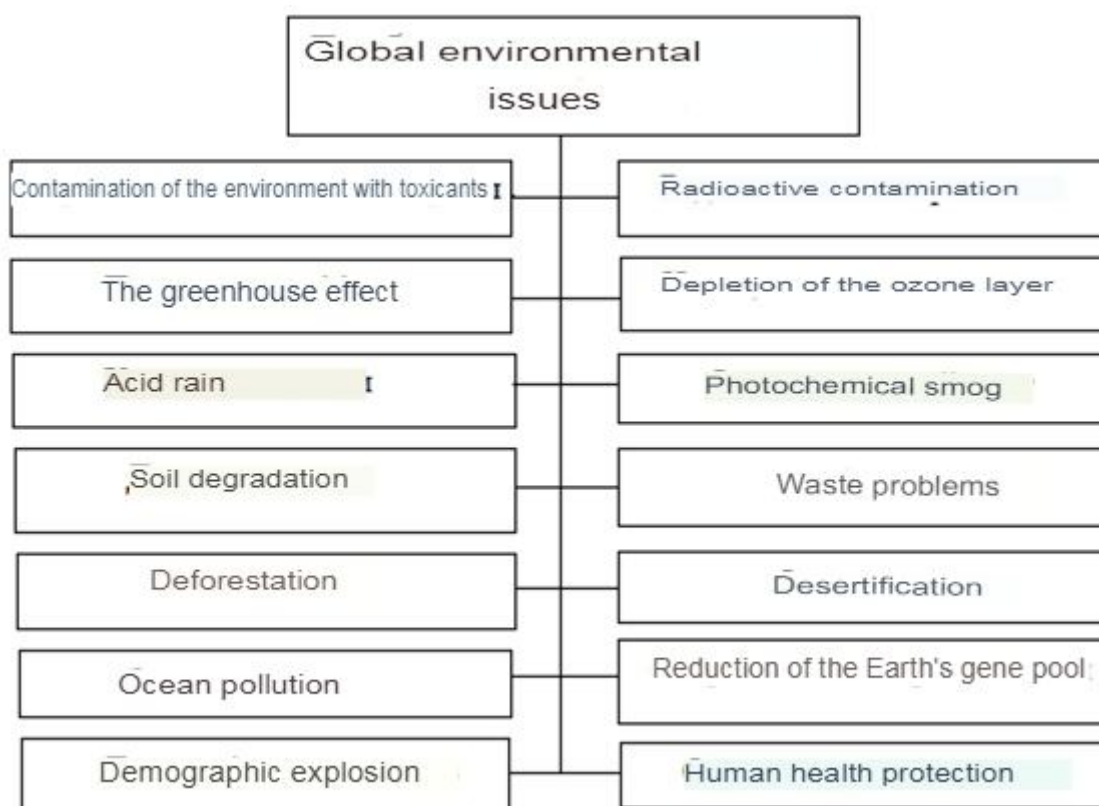 Global environmental
issues
Contamination of the environment with toxicants
Radioactive contamination
The greenhouse effect
Depletion of the ozone layer
Acid rain
Photochemical smog
Soil degradation
Waste problems
Deforestation
Desertification
Ocean pollution
Reduction of the Earth's gene pool
Demographic explosion
Human health protection